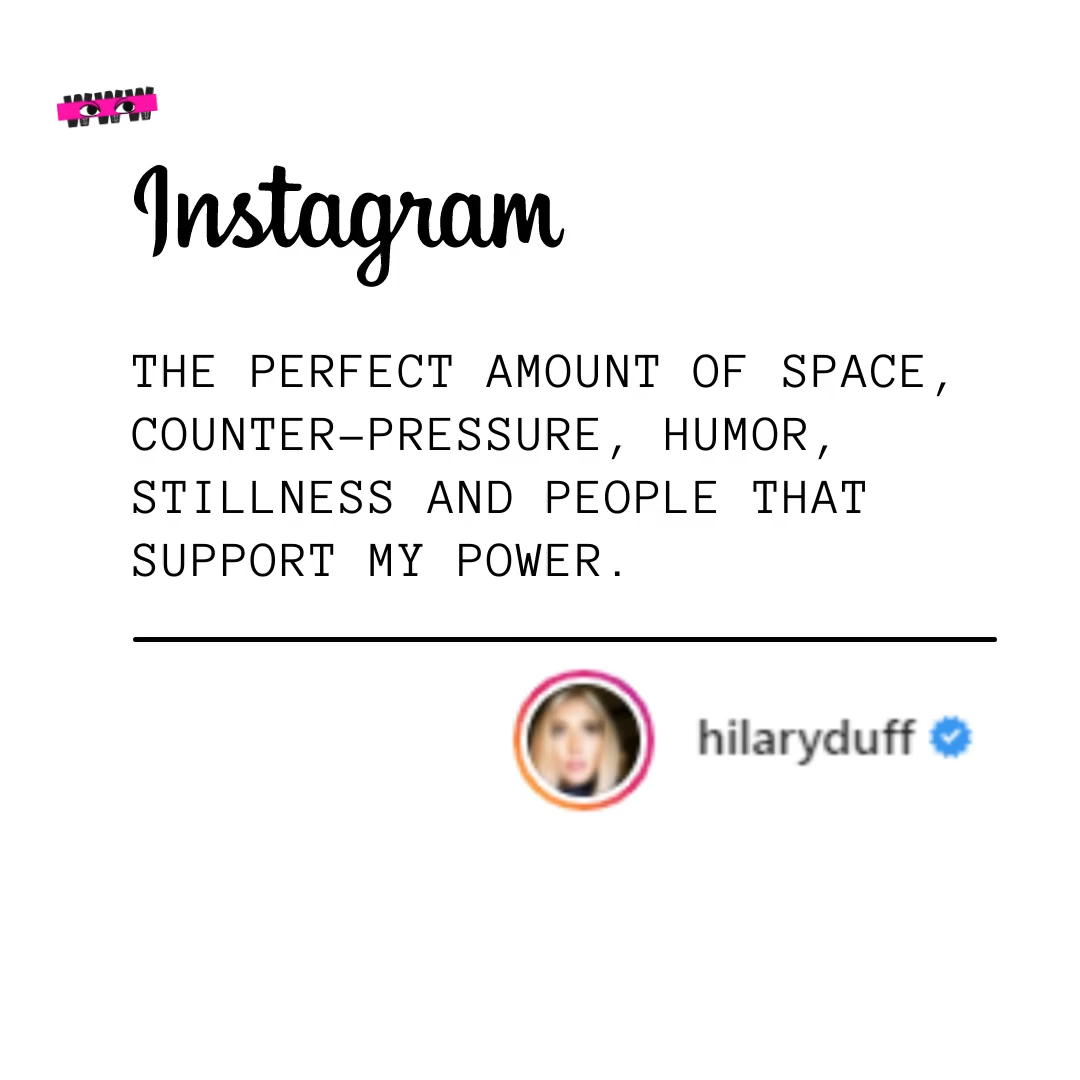 Instagram
THE PERFECT AMOUNT OF SPACE,
COUNTER-PRESSURE, HUMOR,
STILLNESS AND PEOPLE THAT
SUPPORT MY POWER.
hilaryduff